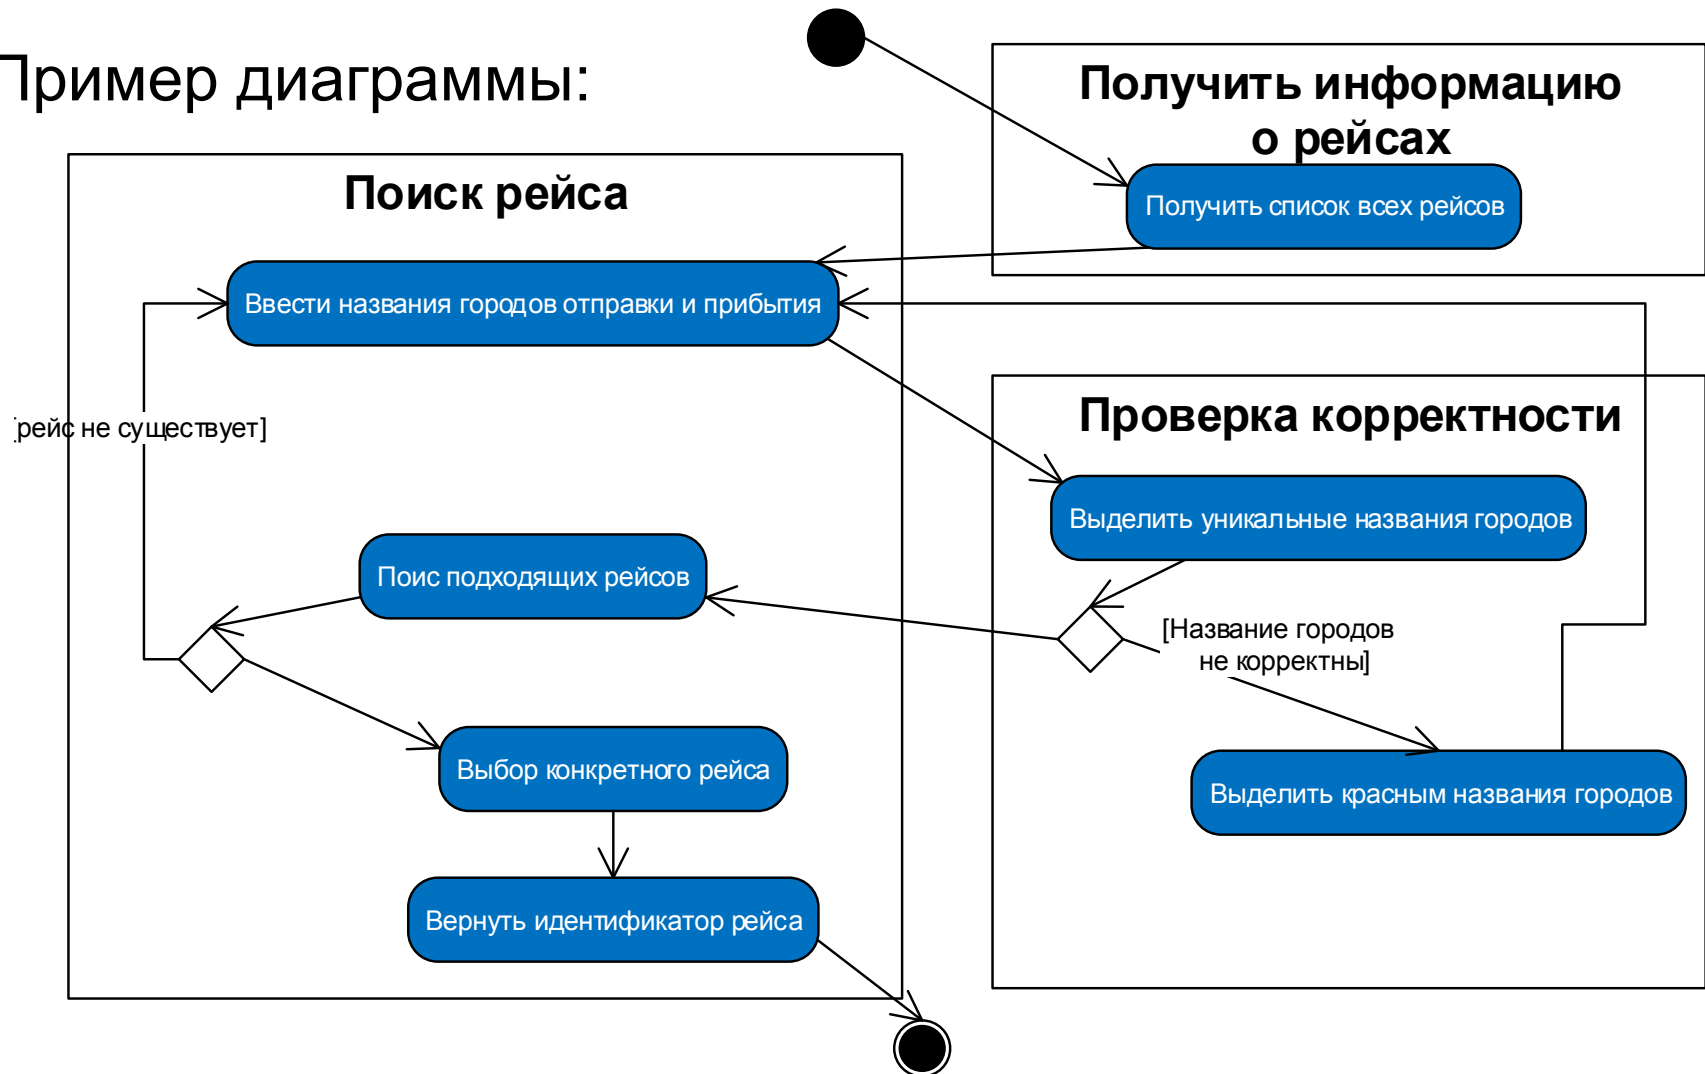 Пример диаграммы:
Получить информацию
о рейсах
Получить список всех рейсов
Поиск рейса
Ввести названия городов отправки и прибытия
[рейс не существует]
Проверка корректности
Выделить уникальные названия городов
Поис подходящих рейсов
[Название городов
не корректны]
Выбор конкретного рейса
Выделить красным названия городов
Вернуть идентификатор рейса